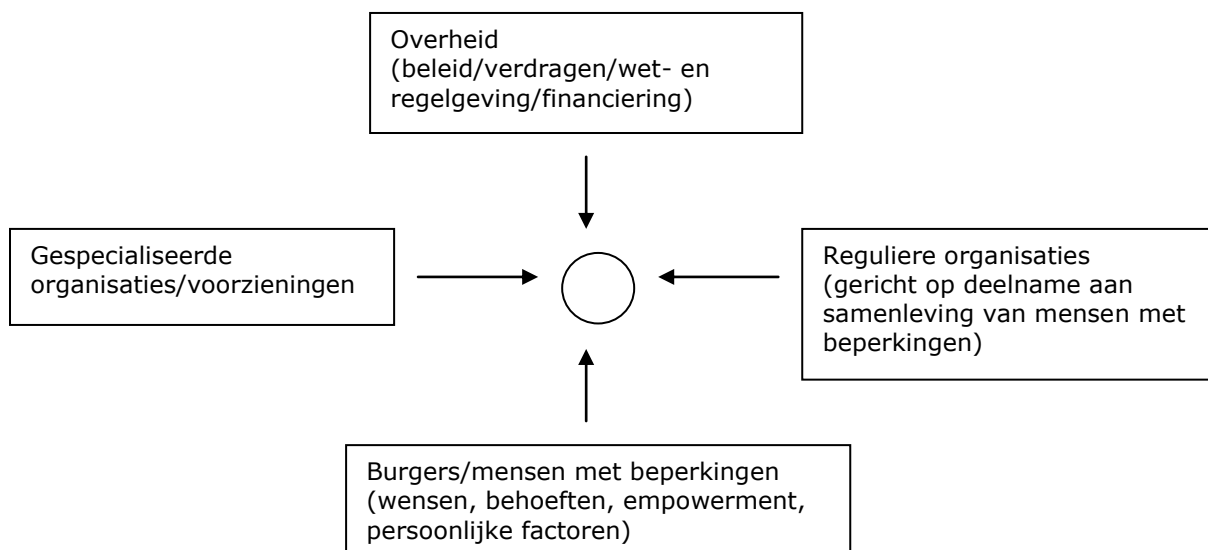 Overheid
(beleid/verdragen/wet- en
regelgeving/financiering)
Gespecialiseerde
organisaties/voorzieningen
Reguliere organisaties
(gericht op deelname aan
samenleving van mensen met
beperkingen)
Burgers/mensen met beperkingen
(wensen, behoeften, empowerment,
persoonlijke factoren)